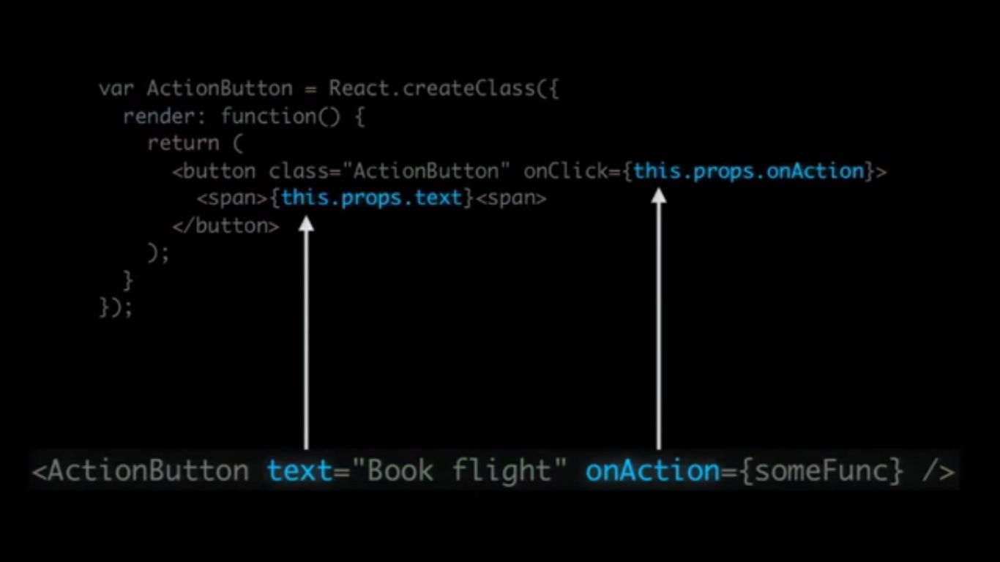 var ActionButton = React.createClass({
render: function() {
return (
<button class="ActionButton" onClick={this.props.onAction}>
<span>{this.props.text}<span>
</button>
);
}
});
<ActionButton text="Book flight" onAction={someFunc} />